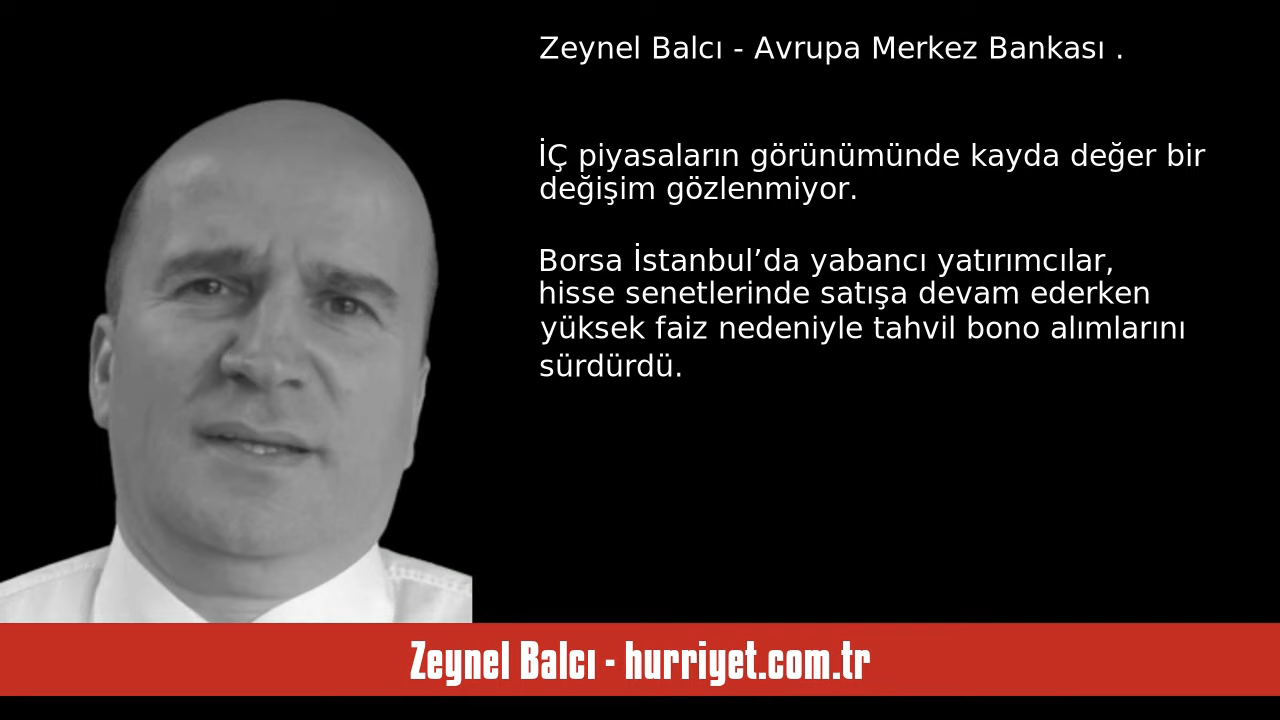 Zeynel Balcı - Avrupa Merkez Bankası .
İÇ piyasaların görünümünde kayda değer bir
değişim gözlenmiyor.
Borsa İstanbul’da yabancı yatırımcılar,
hisse senetlerinde satışa devam ederken
yüksek faiz nedeniyle tahvil bono alımlarını
sürdürdü.
Zeynel Balcı - hurriyet.com.tr